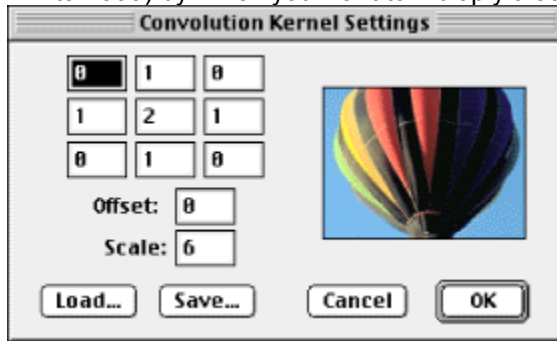 Convolution Kernel Settings
0 1 0
1 2 1
0 1 0
Offset: 0
Scale: 6
Load... Save... Cancel OK